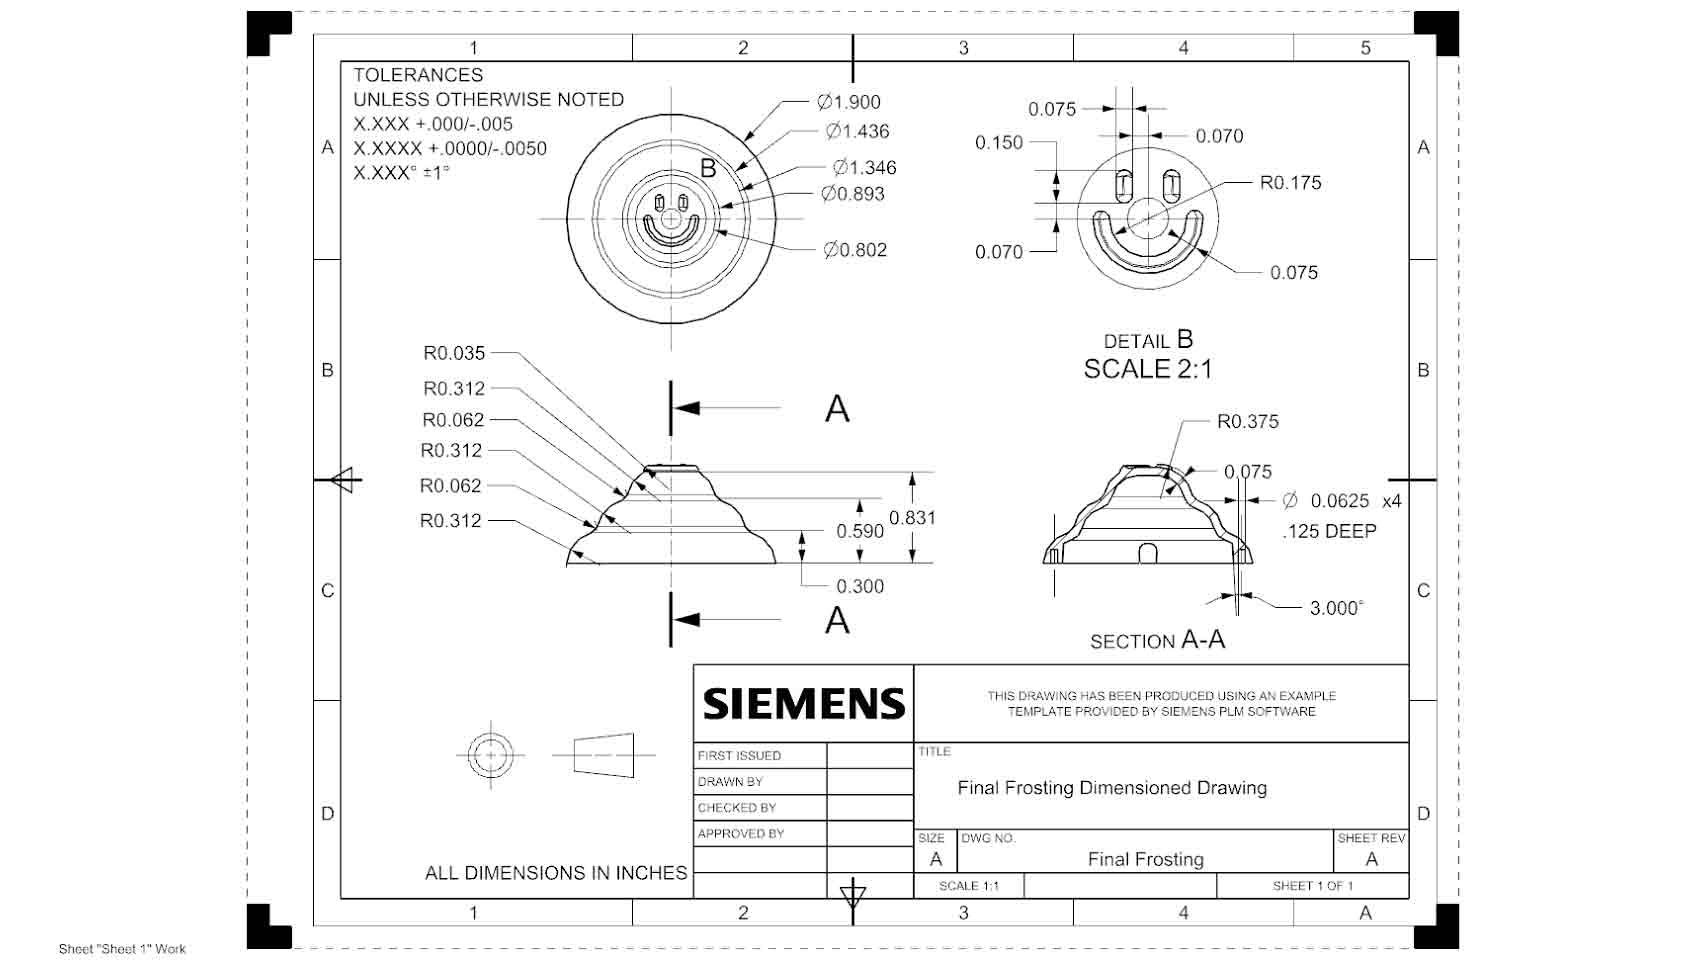 1 2 3 4 5
TOLERANCES
UNLESS OTHERWISE NOTED
X.XXX +.000/-.005
X.XXXX +.0000/-.0050
X.XXX° ±1°
A
A
B
∅1.900
∅1.436
∅1.346
∅0.893
∅0.802
0.075
0.070
0.150
R0.175
0.070
0.075
DETAIL B
SCALE 2:1
B
B
R0.035
R0.312
R0.062
R0.312
R0.062
R0.312
A
0.831
0.590
0.300
A
R0.375
0.075
∅ 0.0625 x4
.125 DEEP
3.000°
SECTION A-A
C
C
SIEMENS
THIS DRAWING HAS BEEN PRODUCED USING AN EXAMPLE
TEMPLATE PROVIDED BY SIEMENS PLM SOFTWARE
FIRST ISSUED
DRAWN BY
CHECKED BY
APPROVED BY
TITLE
Final Frosting Dimensioned Drawing
SIZE
A
DWG NO.
Final Frosting
SHEET REV
A
SCALE 1:1
SHEET 1 OF 1
D
D
ALL DIMENSIONS IN INCHES
1 2 3 4 A
Sheet "Sheet 1" Work